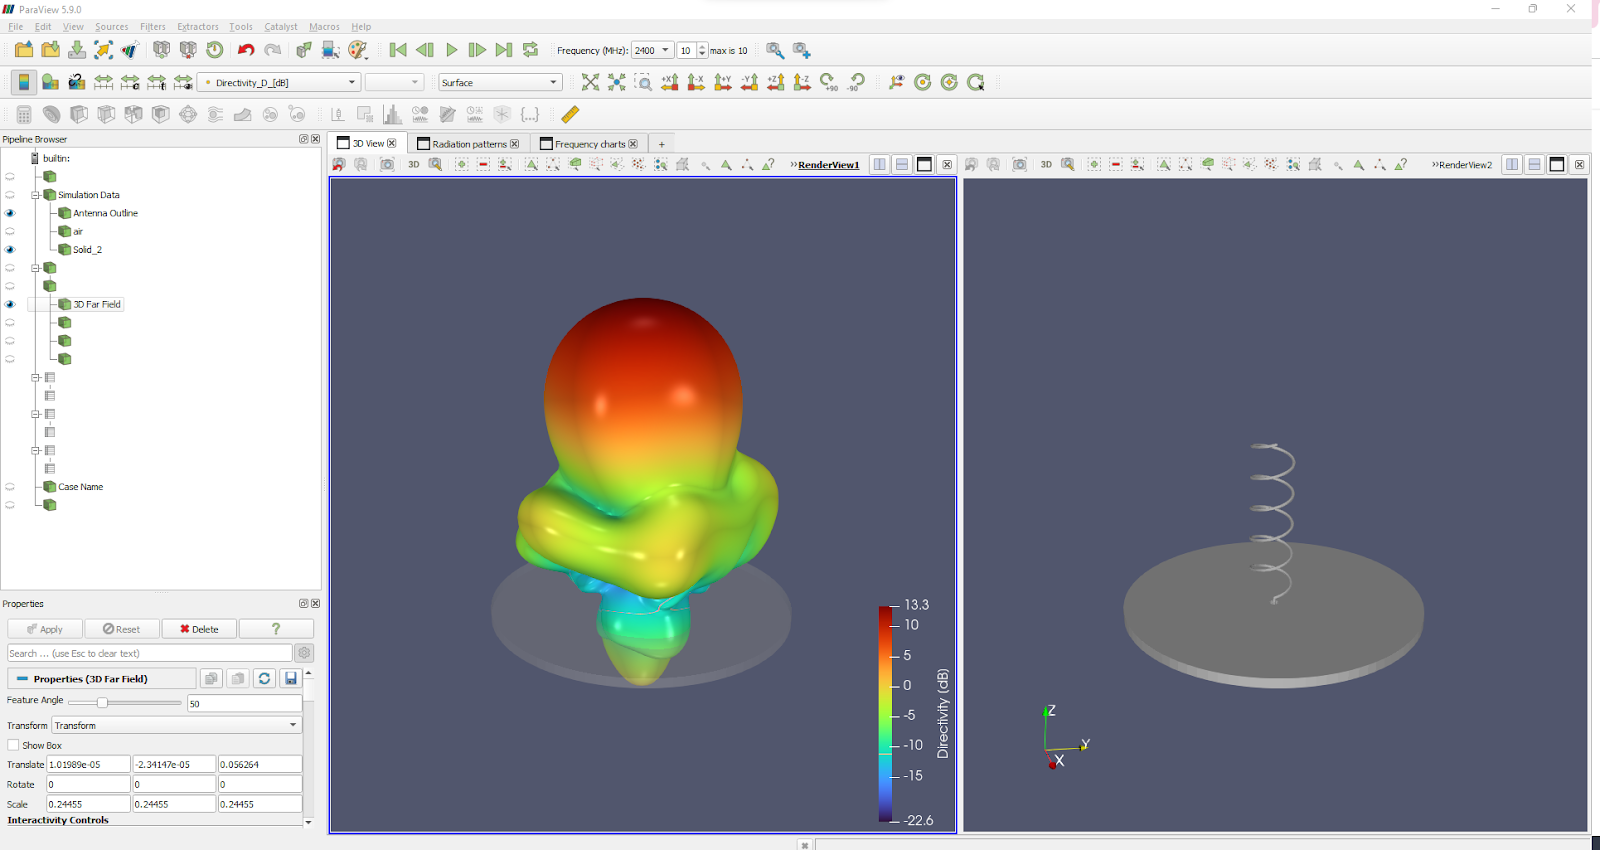 ParaView 5.9.0
File Edit View Sources Filters Extractors Tools Catalyst Macros Help
Frequency (MHz): 2400 10 max is 10
Directivity_D_[dB] Surface +X -X +Y -Y +Z -Z +90 -90
Pipeline Browser
builtin:
Simulation Data
Antenna Outline
air
Solid_2
3D Far Field
Case Name
Properties
Apply Reset Delete ?
Search ... (use Esc to clear text)
Properties (3D Far Field)
Feature Angle 50
Transform Transform
Show Box
Translate 1.01989e-05 -2.34147e-05 0.056264
Rotate 0 0 0
Scale 0.24455 0.24455 0.24455
Interactivity Controls
3D View Radiation patterns Frequency charts +
3D »RenderView1
3D »RenderView2
13.3
10
5
0
-5
-10
-15
-22.6
Directivity (dB)
Z
Y
X